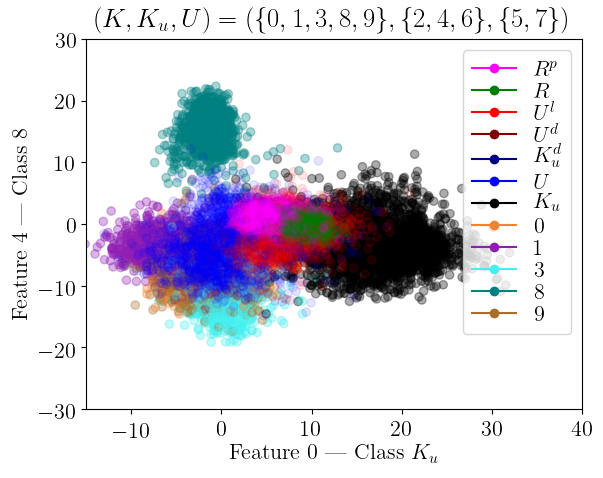 (K, K_u, U) = ({0, 1, 3, 8, 9}, {2, 4, 6}, {5, 7})
30
20
10
0
−10
−20
−30
Feature 4 — Class 8
−10
0
10
20
30
40
Feature 0 — Class K_u
R^p
R
U^l
U^d
K_u^d
U
K_u
0
1
3
8
9